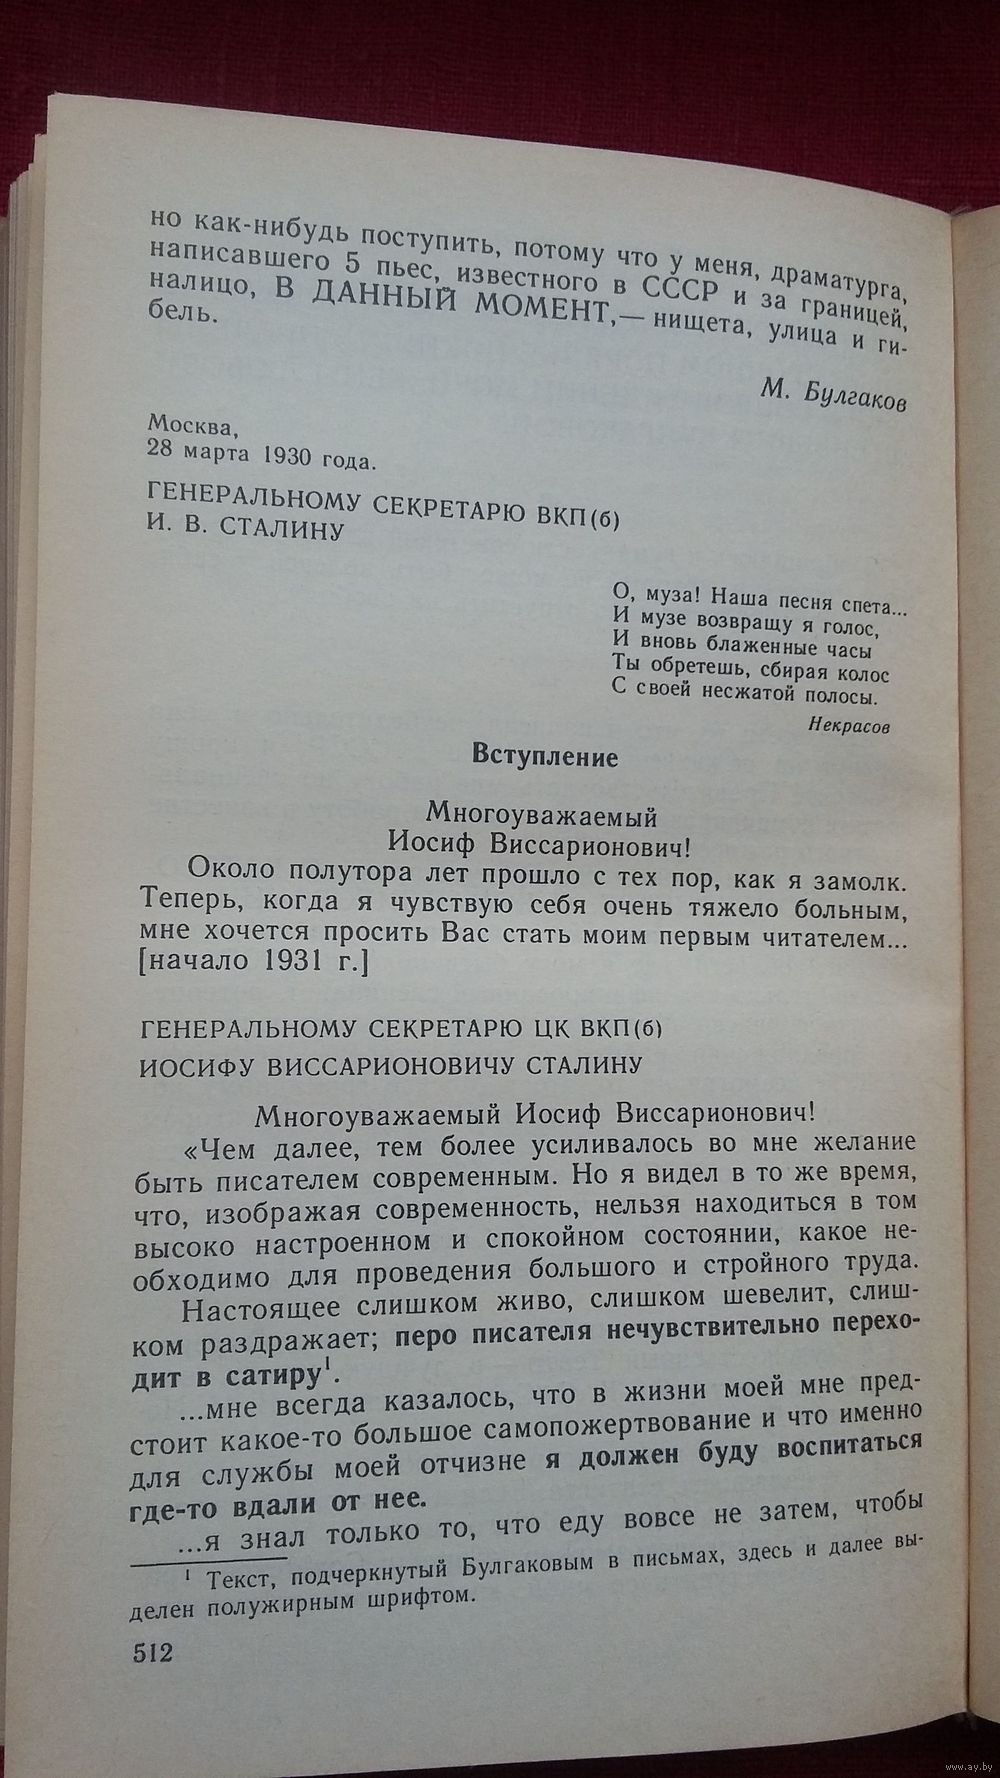 но как-нибудь поступить, потому что у меня, драматурга,
написавшего 5 пьес, известного в СССР и за границей,
налицо, В ДАННЫЙ МОМЕНТ,— нищета, улица и ги-
бель.
М. Булгаков
Москва,
28 марта 1930 года.
ГЕНЕРАЛЬНОМУ СЕКРЕТАРЮ ВКП(б)
И. В. СТАЛИНУ
О, муза! Наша песня спета...
И музе возвращу я голос,
И вновь блаженные часы
Ты обретешь, сбирая колос
С своей несжатой полосы.
Некрасов
Вступление
Многоуважаемый
Иосиф Виссарионович!
Около полутора лет прошло с тех пор, как я замолк.
Теперь, когда я чувствую себя очень тяжело больным,
мне хочется просить Вас стать моим первым читателем...
[начало 1931 г.]
ГЕНЕРАЛЬНОМУ СЕКРЕТАРЮ ЦК ВКП(б)
ИОСИФУ ВИССАРИОНОВИЧУ СТАЛИНУ
Многоуважаемый Иосиф Виссарионович!
«Чем далее, тем более усиливалось во мне желание
быть писателем современным. Но я видел в то же время,
что, изображая современность, нельзя находиться в том
высоко настроенном и спокойном состоянии, какое не-
обходимо для проведения большого и стройного труда.
Настоящее слишком живо, слишком шевелит, слиш-
ком раздражает; перо писателя нечувствительно перехо-
дит в сатиру¹.
...мне всегда казалось, что в жизни моей мне пред-
стоит какое-то большое самопожертвование и что именно
для службы моей отчизне я должен буду воспитаться
где-то вдали от нее.
...я знал только то, что еду вовсе не затем, чтобы
¹ Текст, подчеркнутый Булгаковым в письмах, здесь и далее вы-
делен полужирным шрифтом.
512
www.ay.by